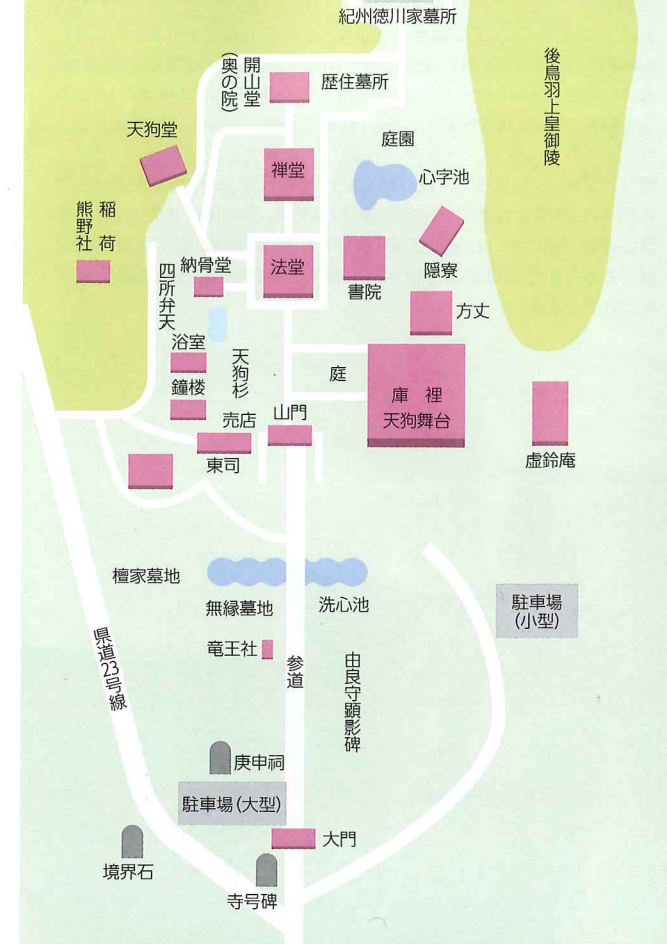 紀州徳川家墓所
開山堂
(奥の院)
歴住墓所
後鳥羽上皇御陵
天狗堂
禅堂
庭園
心字池
稲荷
熊野社
四所弁天
納骨堂
法堂
書院
隠寮
方丈
浴室
天狗杉
庭
鐘楼
売店
山門
庫裡
天狗舞台
虚鈴庵
東司
檀家墓地
無縁墓地
洗心池
駐車場
(小型)
竜王社
県道23号線
参道
由良守顕影碑
庚申祠
駐車場(大型)
大門
境界石
寺号碑